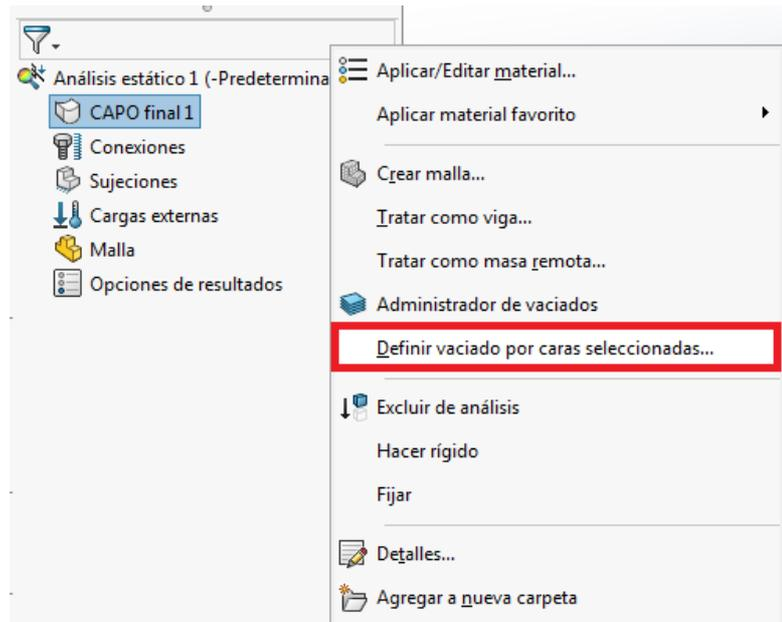 Análisis estático 1 (-Predetermina
CAPO final 1
Conexiones
Sujeciones
Cargas externas
Malla
Opciones de resultados
Aplicar/Editar material...
Aplicar material favorito
Crear malla...
Tratar como viga...
Tratar como masa remota...
Administrador de vaciados
Definir vaciado por caras seleccionadas...
Excluir de análisis
Hacer rígido
Fijar
Detalles...
Agregar a nueva carpeta